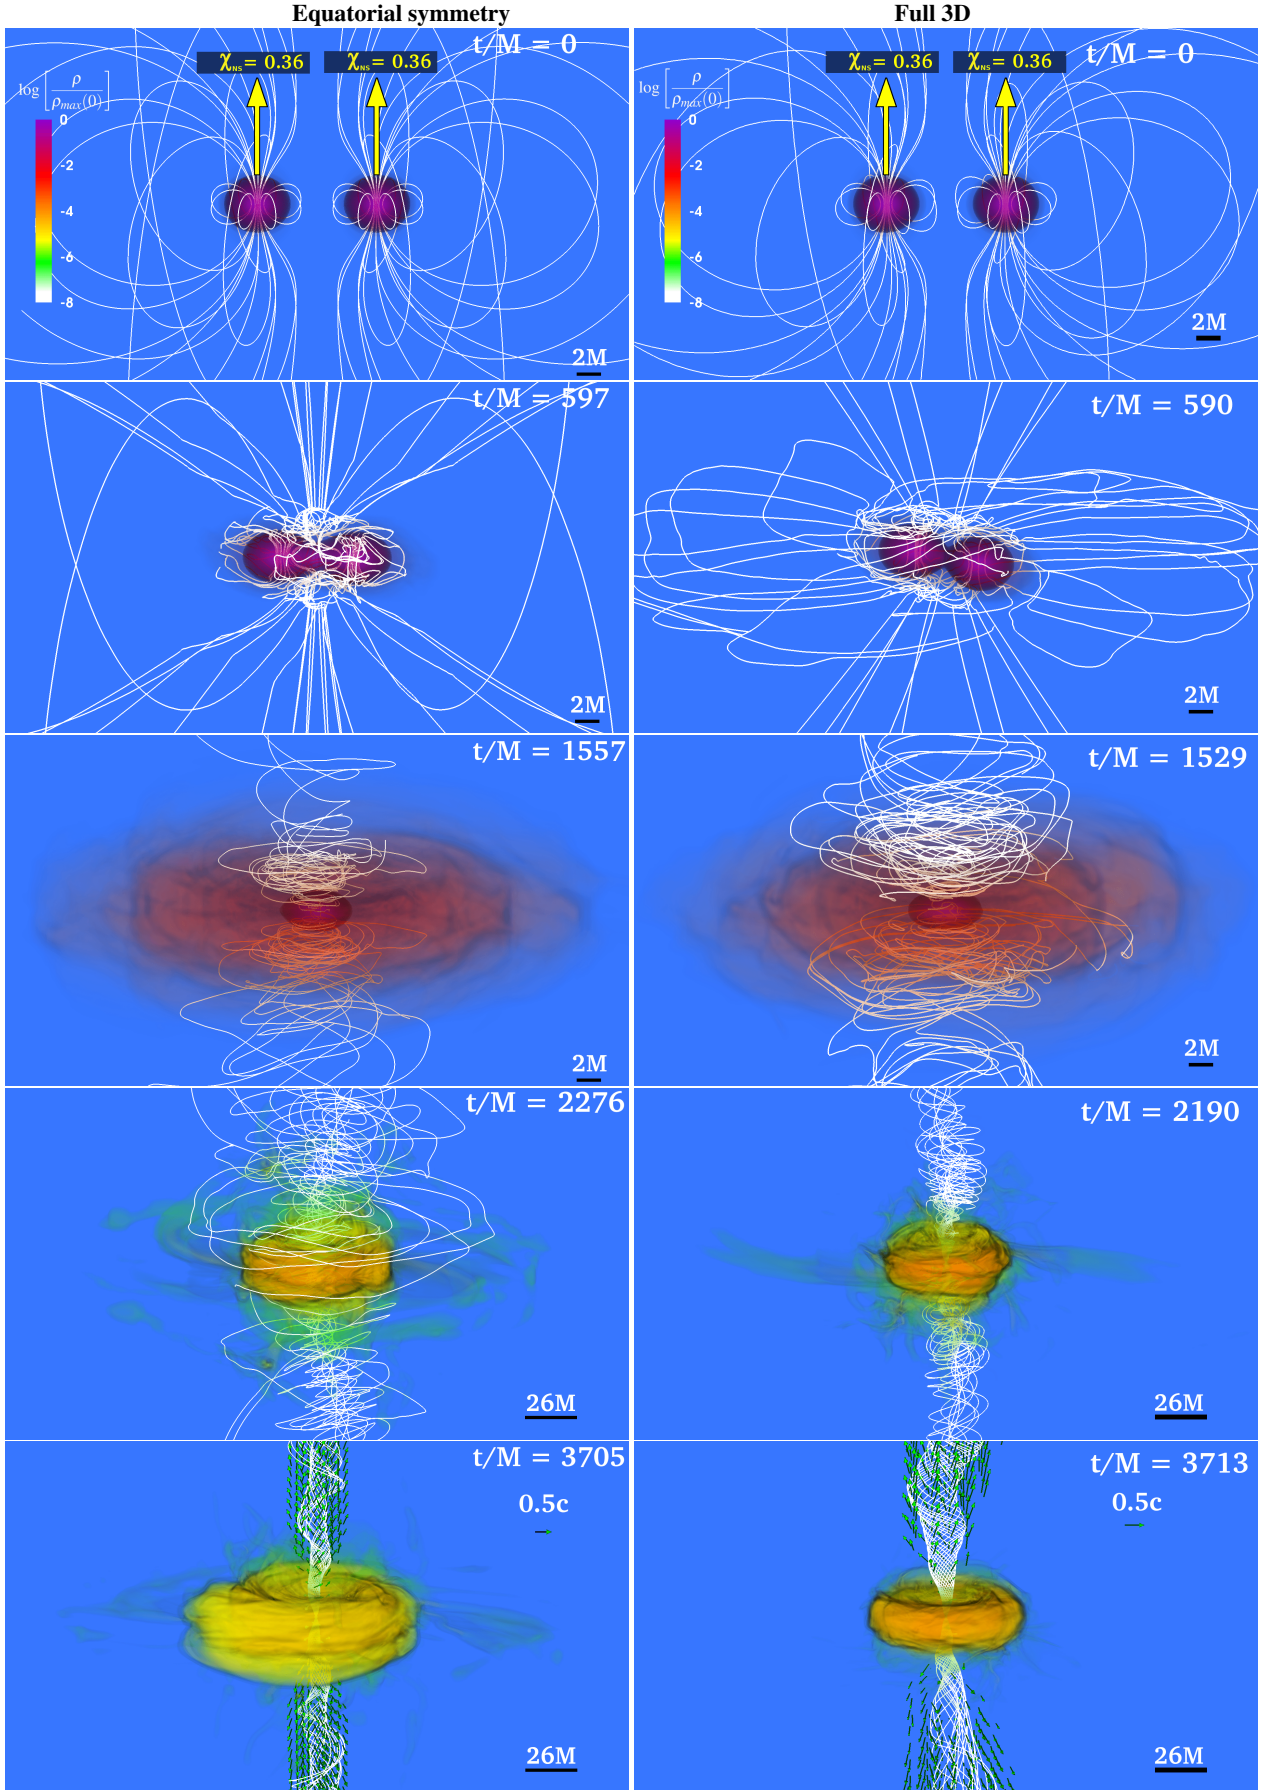 Equatorial symmetry
Full 3D
t/M = 0
χNS = 0.36
χNS = 0.36
log [ρ / ρmax(0)]
0
-2
-4
-6
-8
2M
t/M = 0
χNS = 0.36
χNS = 0.36
log [ρ / ρmax(0)]
0
-2
-4
-6
-8
2M
t/M = 597
2M
t/M = 590
2M
t/M = 1557
2M
t/M = 1529
2M
t/M = 2276
26M
t/M = 2190
26M
t/M = 3705
0.5c
26M
t/M = 3713
0.5c
26M